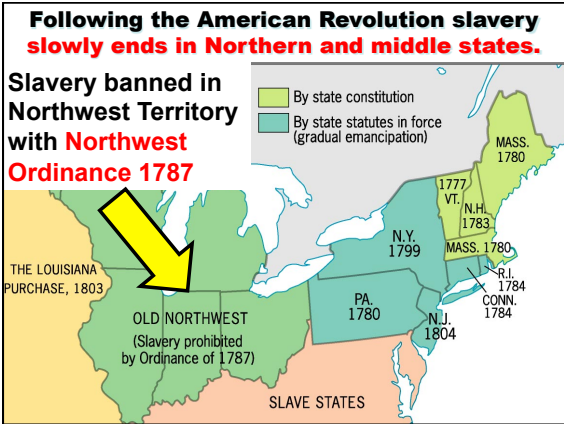 Following the American Revolution slavery
slowly ends in Northern and middle states.
Slavery banned in
Northwest Territory
with Northwest
Ordinance 1787
By state constitution
By state statutes in force
(gradual emancipation)
MASS.
1780
1777
VT.
N.H.
1783
N.Y.
1799
MASS. 1780
R.I.
1784
CONN.
1784
THE LOUISIANA
PURCHASE, 1803
PA.
1780
N.J.
1804
OLD NORTHWEST
(Slavery prohibited
by Ordinance of 1787)
SLAVE STATES